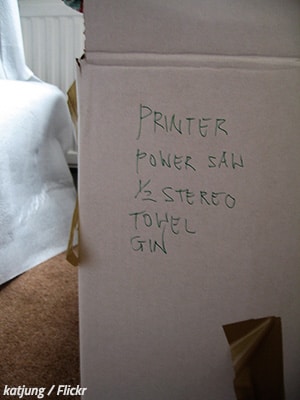 PRINTER
POWER SAW
½ STEREO
TOWEL
GIN
katjung / Flickr